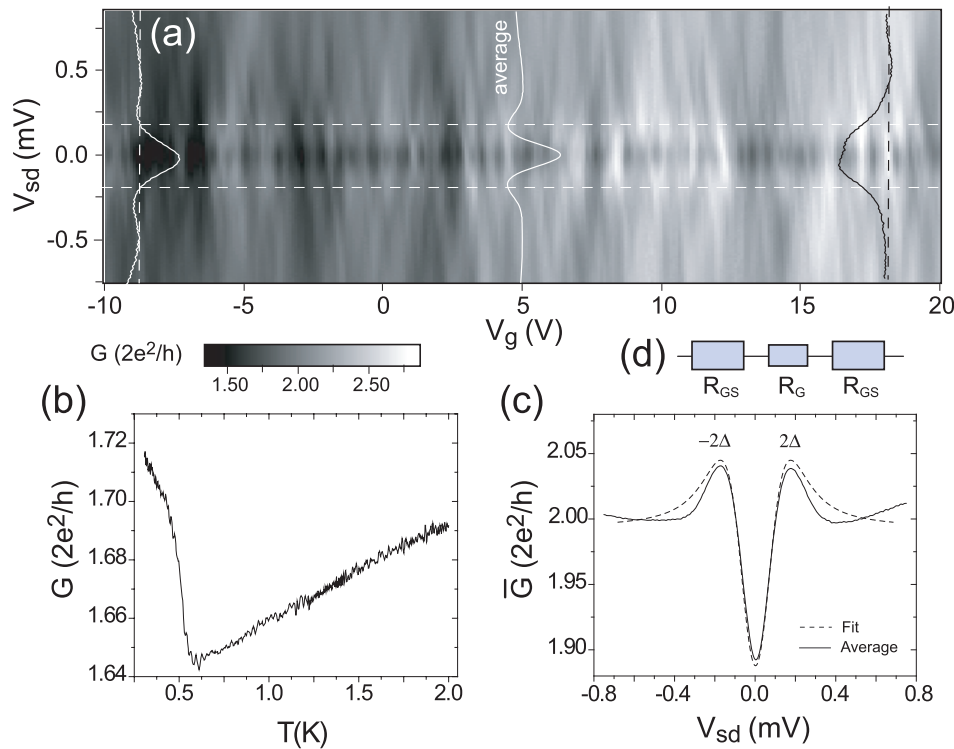 (a)
average
V_sd (mV)
0.5
0.0
-0.5
-10
-5
0
5
10
15
20
V_g (V)
G (2e²/h)
1.50
2.00
2.50
(d)
R_GS
R_G
R_GS
(b)
G (2e²/h)
1.72
1.70
1.68
1.66
1.64
0.5
1.0
1.5
2.0
T(K)
(c)
G̅ (2e²/h)
2.05
2.00
1.95
1.90
−2Δ
2Δ
Fit
Average
-0.8
-0.4
0.0
0.4
0.8
V_sd (mV)